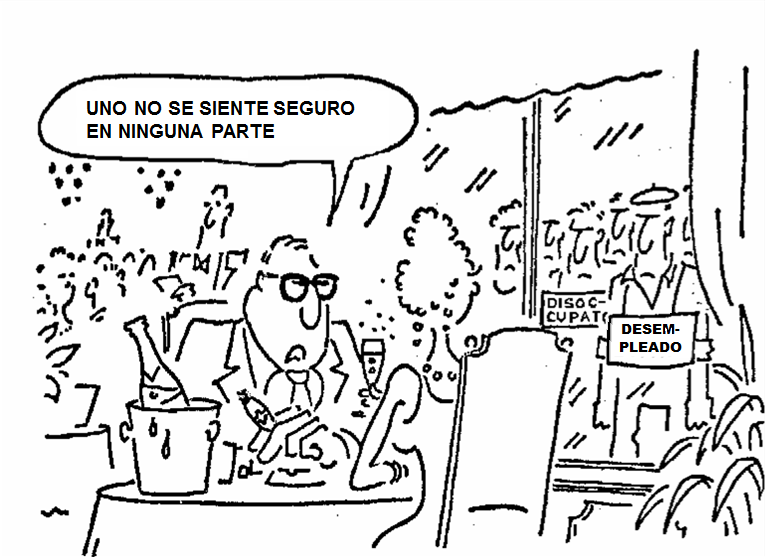 UNO NO SE SIENTE SEGURO
EN NINGUNA PARTE
DISOC-
CUPATO
DESEM-
PLEADO